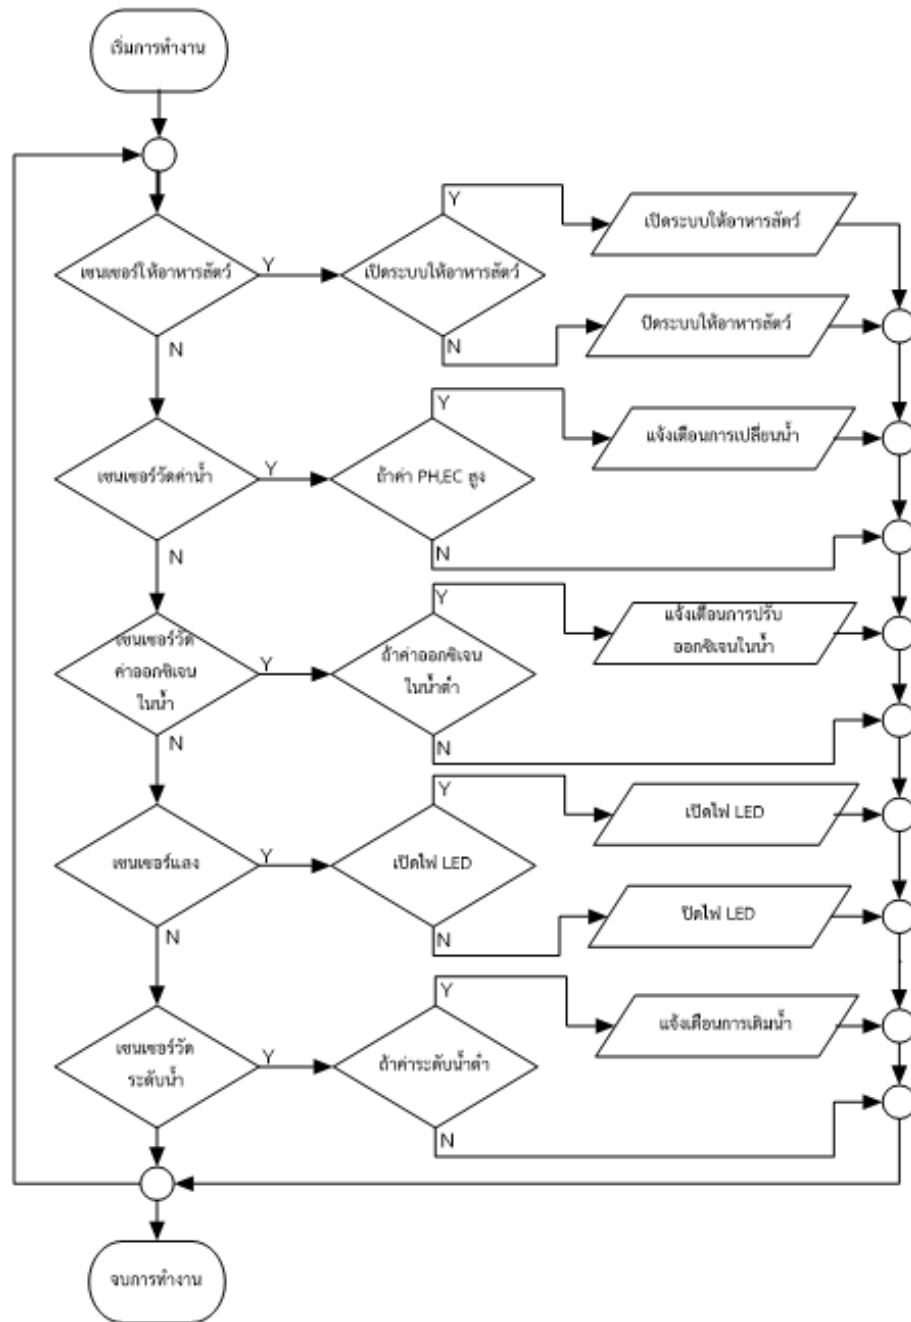 เริ่มการทำงาน
เซนเซอร์ให้อาหารสัตว์
Y
เปิดระบบให้อาหารสัตว์
Y
เปิดระบบให้อาหารสัตว์
N
ปิดระบบให้อาหารสัตว์
N
เซนเซอร์วัดค่าน้ำ
Y
ถ้าค่า PH,EC สูง
Y
แจ้งเตือนการเปลี่ยนน้ำ
N
N
เซนเซอร์วัด
ค่าออกซิเจน
ในน้ำ
Y
ถ้าค่าออกซิเจน
ในน้ำต่ำ
Y
แจ้งเตือนการปรับ
ออกซิเจนในน้ำ
N
N
เซนเซอร์แสง
Y
เปิดไฟ LED
Y
เปิดไฟ LED
N
ปิดไฟ LED
N
เซนเซอร์วัด
ระดับน้ำ
Y
ถ้าค่าระดับน้ำต่ำ
Y
แจ้งเตือนการเติมน้ำ
N
จบการทำงาน